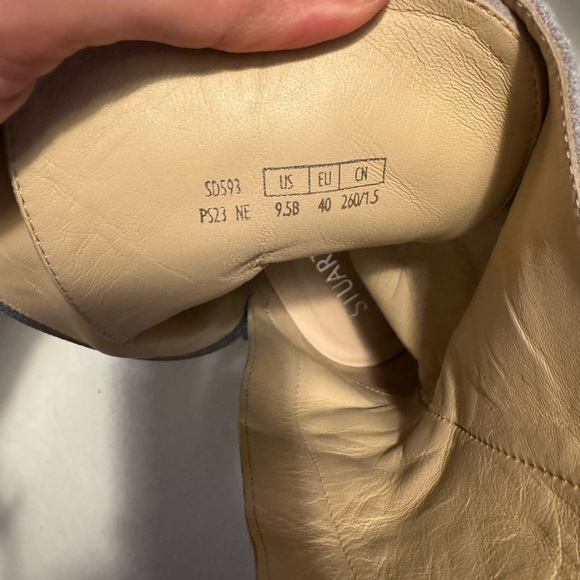 SD593 US EU CN
PS23 NE 9.5B 40 260/1.5
STUART